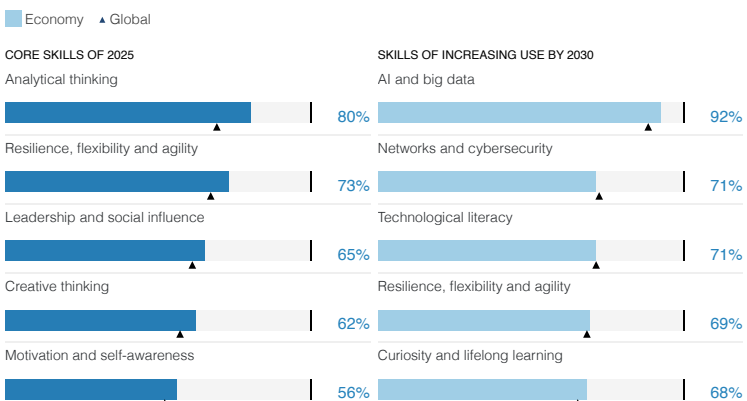 Economy Global
CORE SKILLS OF 2025
Analytical thinking
80%
Resilience, flexibility and agility
73%
Leadership and social influence
65%
Creative thinking
62%
Motivation and self-awareness
56%
SKILLS OF INCREASING USE BY 2030
AI and big data
92%
Networks and cybersecurity
71%
Technological literacy
71%
Resilience, flexibility and agility
69%
Curiosity and lifelong learning
68%